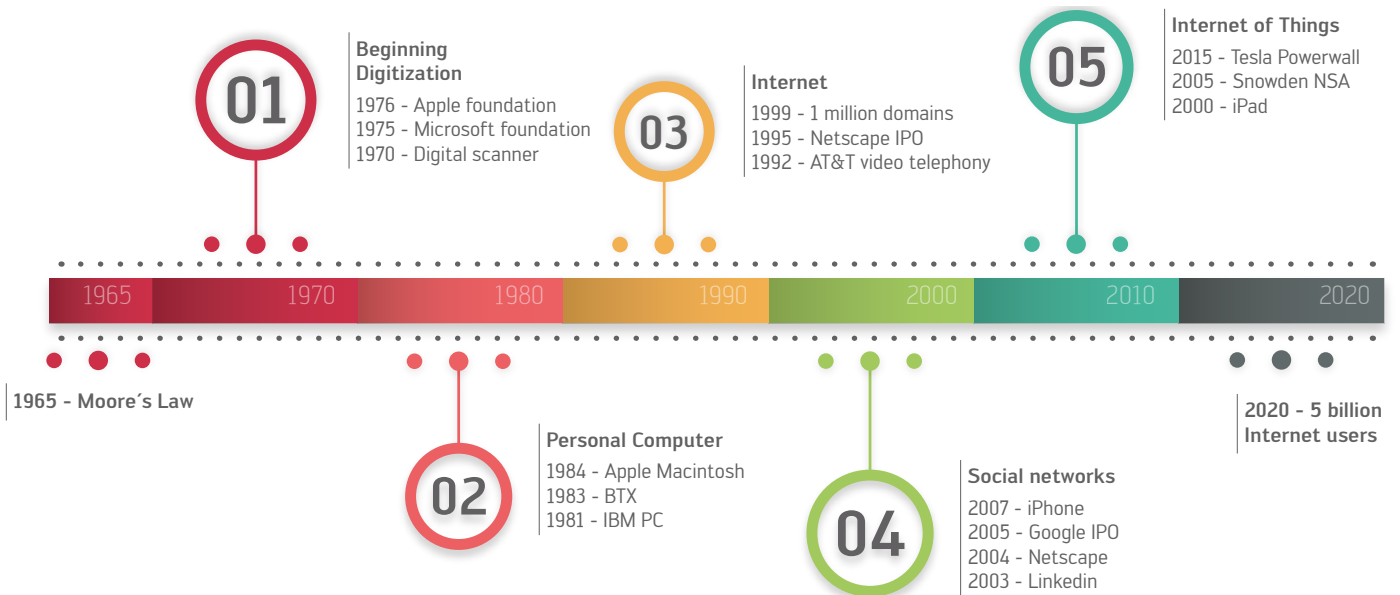 01
Beginning
Digitization
1976 - Apple foundation
1975 - Microsoft foundation
1970 - Digital scanner
03
Internet
1999 - 1 million domains
1995 - Netscape IPO
1992 - AT&T video telephony
05
Internet of Things
2015 - Tesla Powerwall
2005 - Snowden NSA
2000 - iPad
1965
1970
1980
1990
2000
2010
2020
1965 - Moore´s Law
02
Personal Computer
1984 - Apple Macintosh
1983 - BTX
1981 - IBM PC
04
Social networks
2007 - iPhone
2005 - Google IPO
2004 - Netscape
2003 - Linkedin
2020 - 5 billion
Internet users